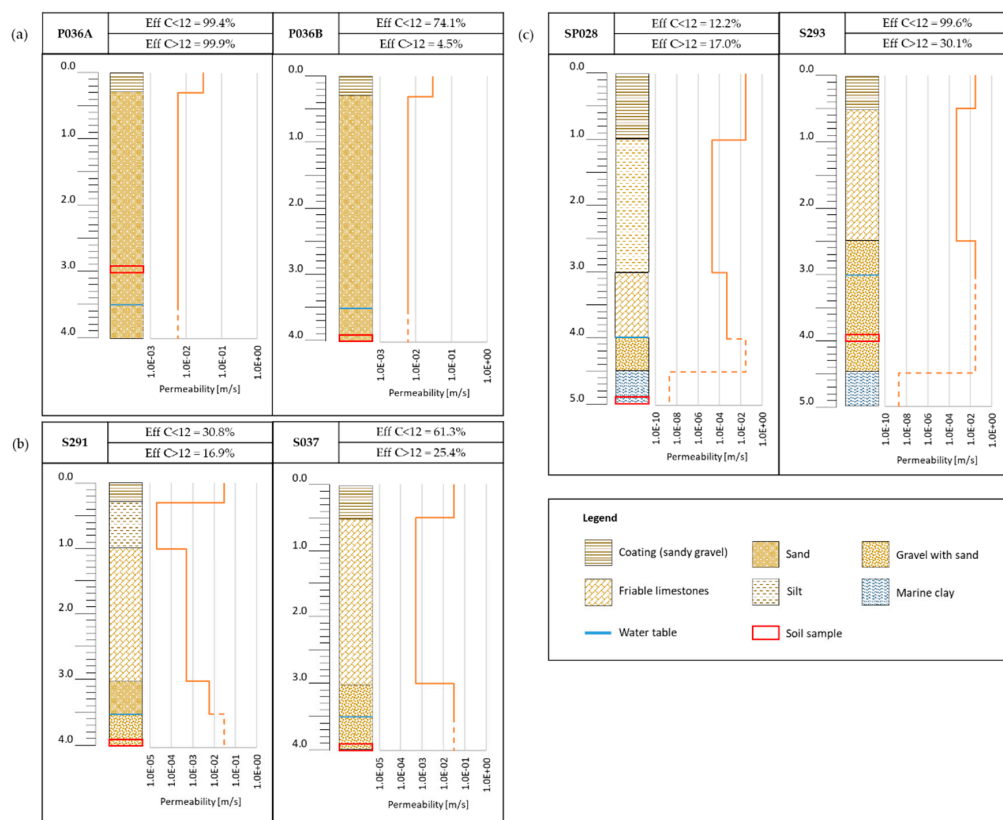 (a)
P036A
Eff C<12 = 99.4%
Eff C>12 = 99.9%
P036B
Eff C<12 = 74.1%
Eff C>12 = 4.5%
0.0
1.0
2.0
3.0
4.0
1.0E-03
1.0E-02
1.0E-01
1.0E+00
Permeability [m/s]
0.0
1.0
2.0
3.0
4.0
1.0E-03
1.0E-02
1.0E-01
1.0E+00
Permeability [m/s]
(b)
S291
Eff C<12 = 30.8%
Eff C>12 = 16.9%
S037
Eff C<12 = 61.3%
Eff C>12 = 25.4%
0.0
1.0
2.0
3.0
4.0
1.0E-05
1.0E-04
1.0E-03
1.0E-02
1.0E-01
1.0E+00
Permeability [m/s]
0.0
1.0
2.0
3.0
4.0
1.0E-05
1.0E-04
1.0E-03
1.0E-02
1.0E-01
1.0E+00
Permeability [m/s]
(c)
SP028
Eff C<12 = 12.2%
Eff C>12 = 17.0%
S293
Eff C<12 = 99.6%
Eff C>12 = 30.1%
0.0
1.0
2.0
3.0
4.0
5.0
1.0E-10
1.0E-08
1.0E-06
1.0E-04
1.0E-02
1.0E+00
Permeability [m/s]
0.0
1.0
2.0
3.0
4.0
5.0
1.0E-10
1.0E-08
1.0E-06
1.0E-04
1.0E-02
1.0E+00
Permeability [m/s]
Legend
Coating (sandy gravel)
Sand
Gravel with sand
Friable limestones
Silt
Marine clay
Water table
Soil sample